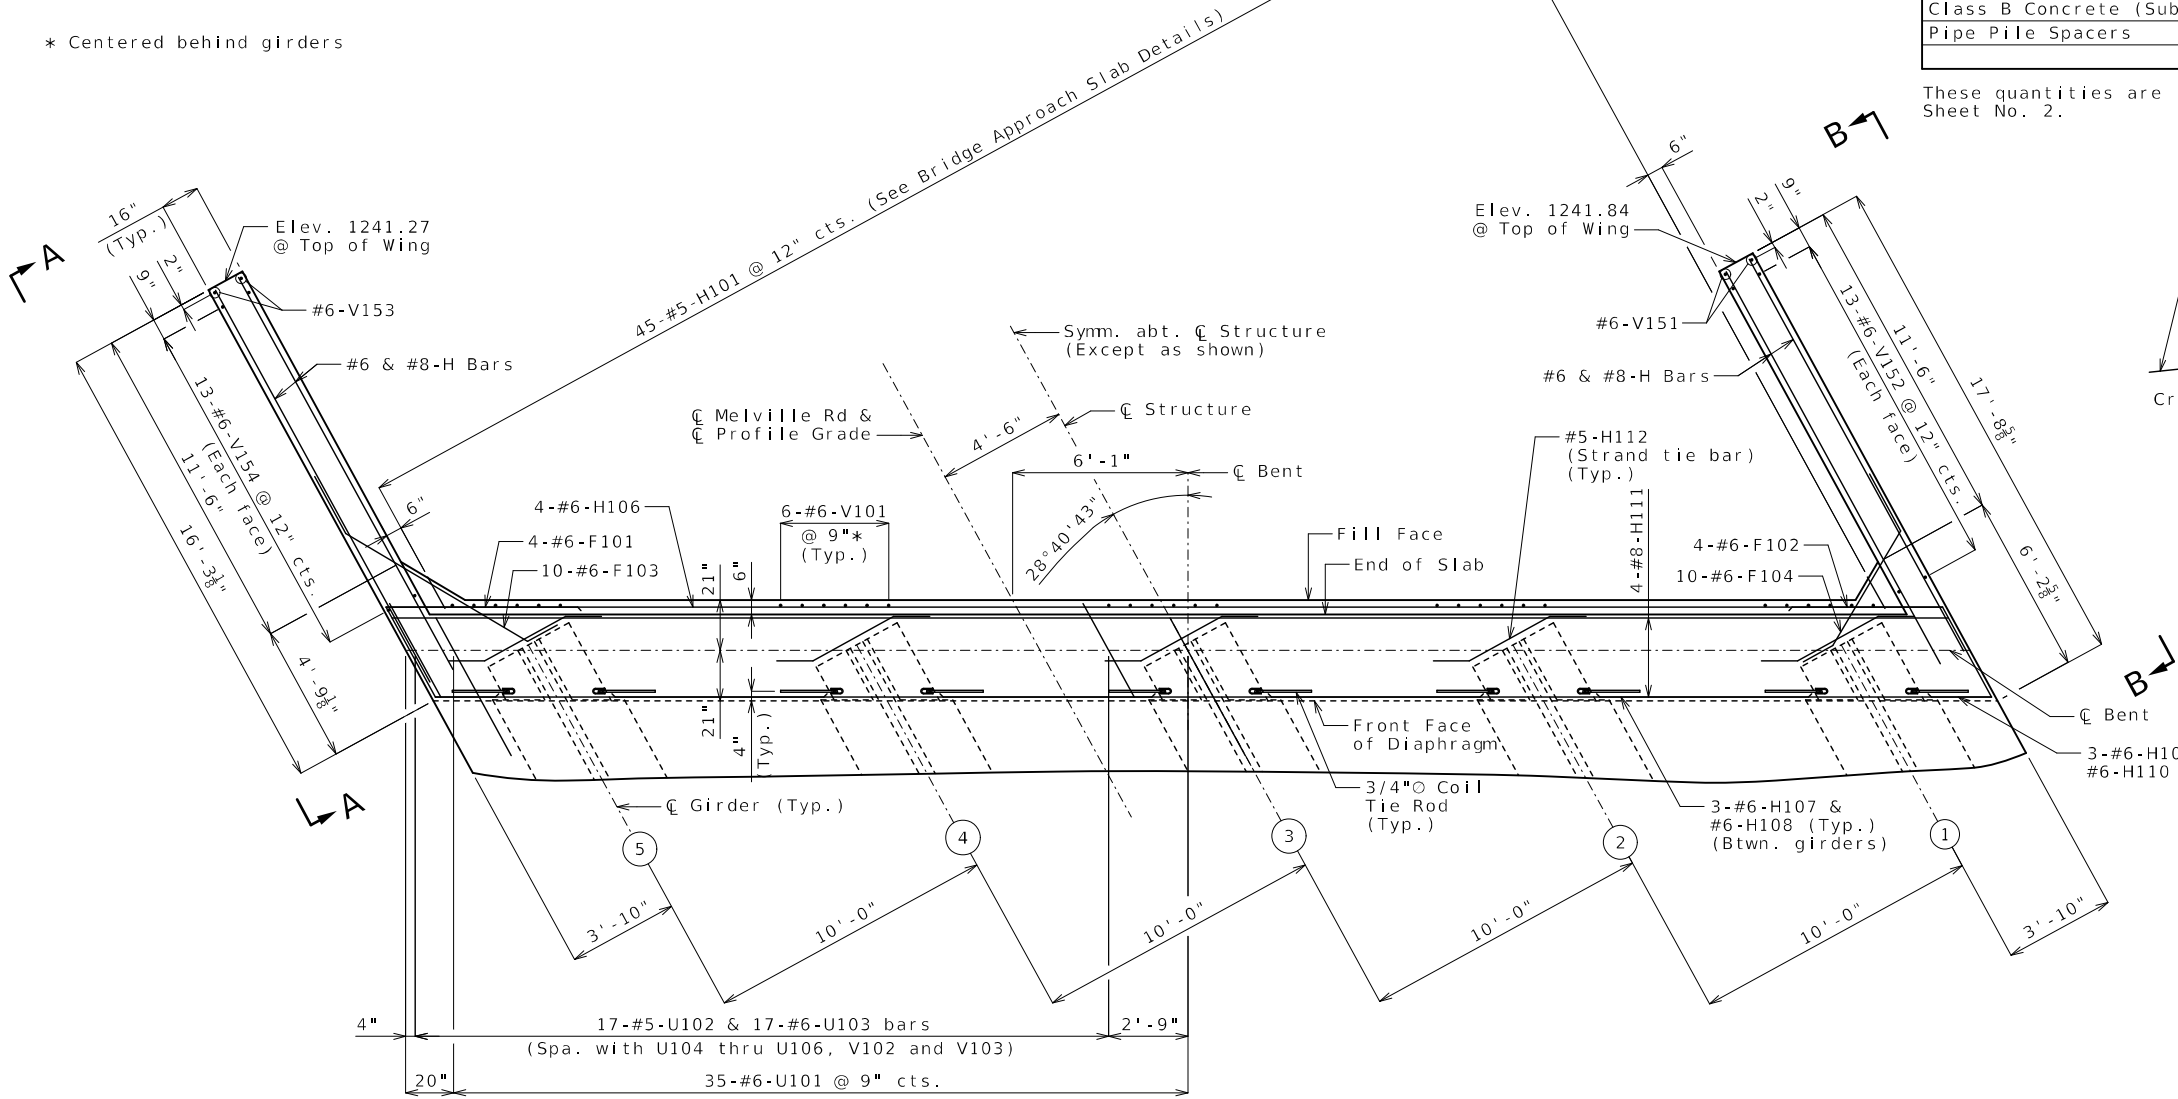 * Centered behind girders
Class B Concrete (Sub
Pipe Pile Spacers
These quantities are
Sheet No. 2.
45-#5-H101 @ 12" cts. (See Bridge Approach Slab Details)
A
16"
(Typ.)
9"
2"
Elev. 1241.27
@ Top of Wing
#6-V153
#6 & #8-H Bars
13-#6-V154 @ 12" cts.
(Each face)
11'-6"
16'-3⅛"
4'-9⅛"
6"
A
B
6"
Elev. 1241.84
@ Top of Wing
2"
9"
#6-V151
#6 & #8-H Bars
13-#6-V152 @ 12" cts.
(Each face)
11'-6"
17'-8⅝"
6'-2⅝"
B
Cr
℄ Melville Rd &
℄ Profile Grade
Symm. abt. ℄ Structure
(Except as shown)
℄ Structure
4'-6"
6'-1"
℄ Bent
28°40'43"
#5-H112
(Strand tie bar)
(Typ.)
4-#6-H106
4-#6-F101
10-#6-F103
6-#6-V101
@ 9"*
(Typ.)
21"
6"
21"
4"
(Typ.)
Fill Face
End of Slab
4-#8-H111
4-#6-F102
10-#6-F104
Front Face
of Diaphragm
℄ Bent
3-#6-H10
#6-H110
℄ Girder (Typ.)
3/4"∅ Coil
Tie Rod
(Typ.)
3-#6-H107 &
#6-H108 (Typ.)
(Btwn. girders)
5
4
3
2
1
3'-10"
10'-0"
10'-0"
10'-0"
10'-0"
3'-10"
4"
17-#5-U102 & 17-#6-U103 bars
(Spa. with U104 thru U106, V102 and V103)
2'-9"
20"
35-#6-U101 @ 9" cts.